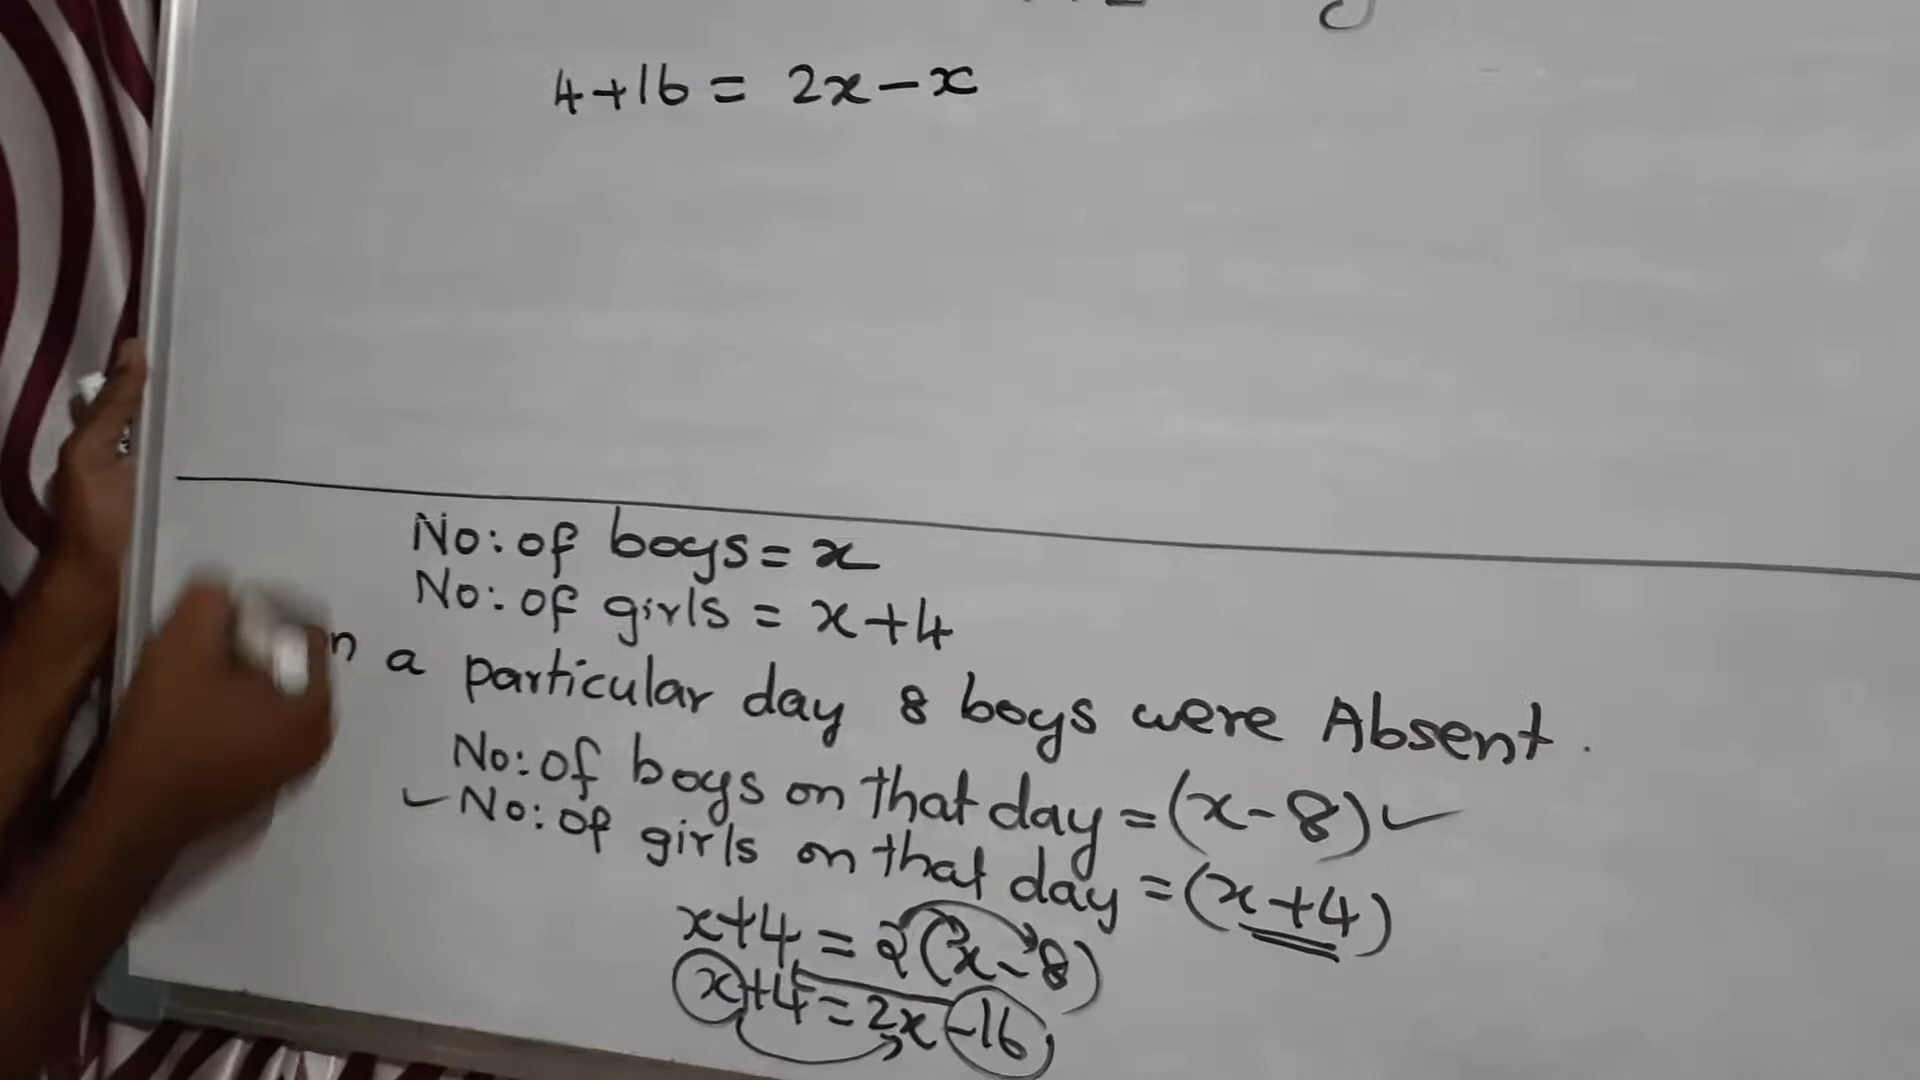 4+16 = 2x-x
No: of boys = x
No: of girls = x+4
a particular day 8 boys were Absent.
No: of boys on that day = (x-8)
No: of girls on that day = (x+4)
x+4 = 2(x-8)
x+4 = 2x-16